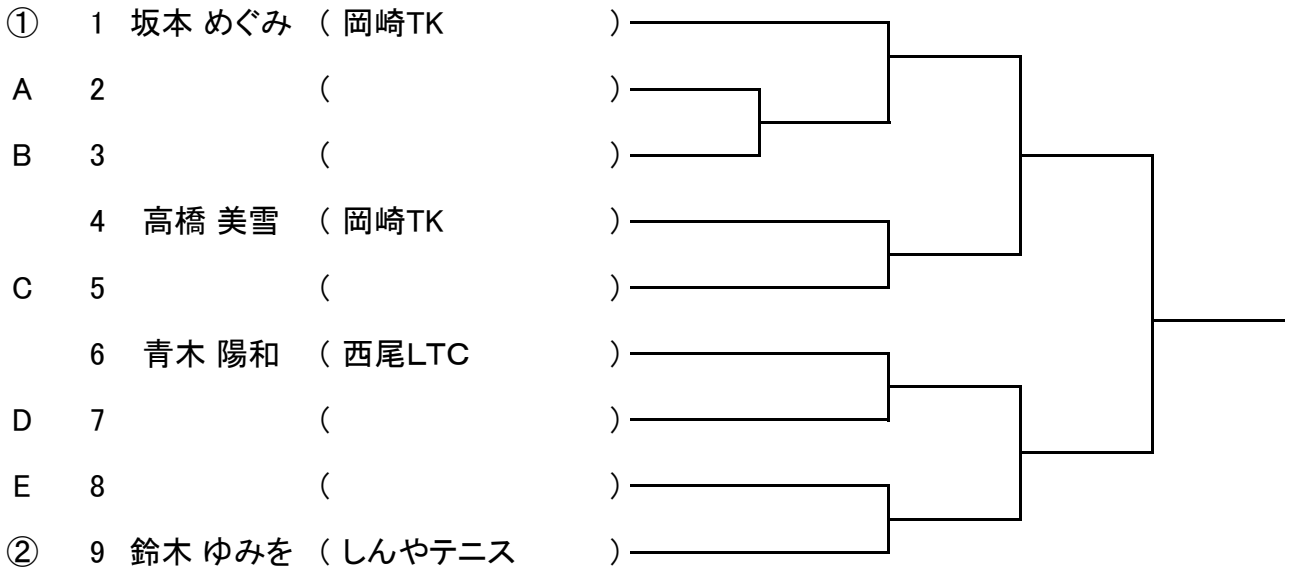 ① 1 坂本 めぐみ ( 岡崎TK )
A 2 ( )
B 3 ( )
4 高橋 美雪 ( 岡崎TK )
C 5 ( )
6 青木 陽和 ( 西尾LTC )
D 7 ( )
E 8 ( )
② 9 鈴木 ゆみを ( しんやテニス )